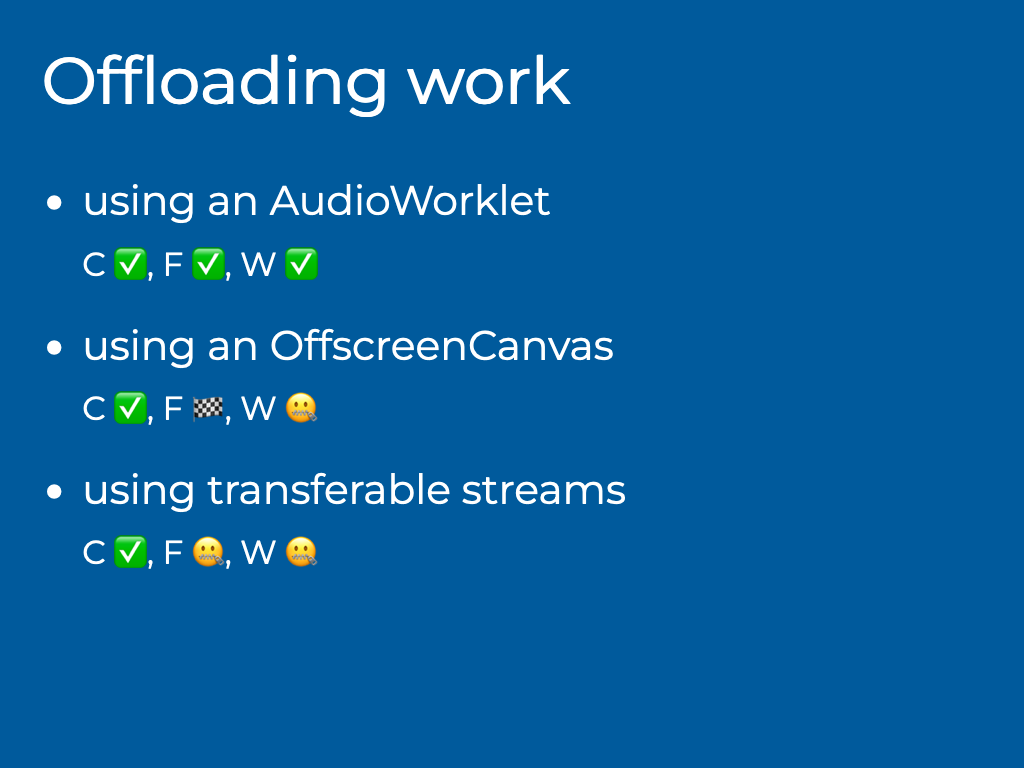 Offloading work
• using an AudioWorklet
C ✅, F ✅, W ✅
• using an OffscreenCanvas
C ✅, F 🏁, W 🤐
• using transferable streams
C ✅, F 🤐, W 🤐